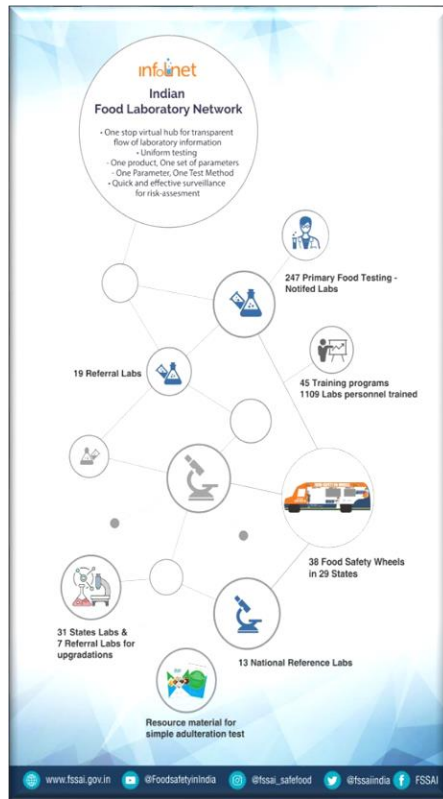 infolnet
Indian
Food Laboratory Network
• One stop virtual hub for transparent
flow of laboratory information
• Uniform testing
- One product, One set of parameters
- One Parameter, One Test Method
• Quick and effective surveillance
for risk-assesment
247 Primary Food Testing -
Notifed Labs
19 Referral Labs
45 Training programs
1109 Labs personnel trained
38 Food Safety Wheels
in 29 States
31 States Labs &
7 Referral Labs for
upgradations
13 National Reference Labs
Resource material for
simple adulteration test
www.fssai.gov.in @FoodsafetyinIndia @fssai_safefood @fssaiindia FSSAI